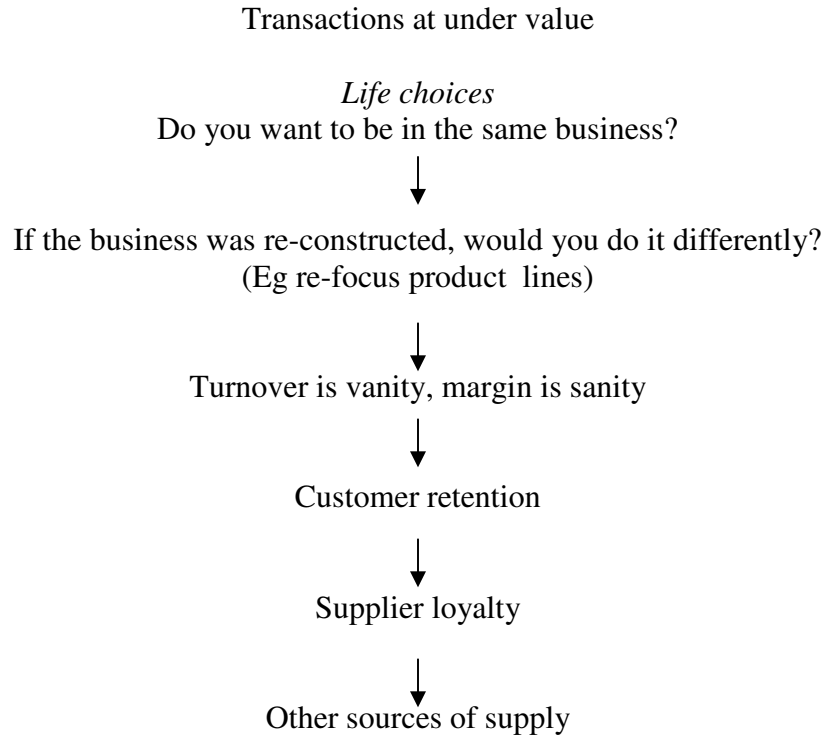 Transactions at under value
Life choices
Do you want to be in the same business?
If the business was re-constructed, would you do it differently?
(Eg re-focus product lines)
Turnover is vanity, margin is sanity
Customer retention
Supplier loyalty
Other sources of supply